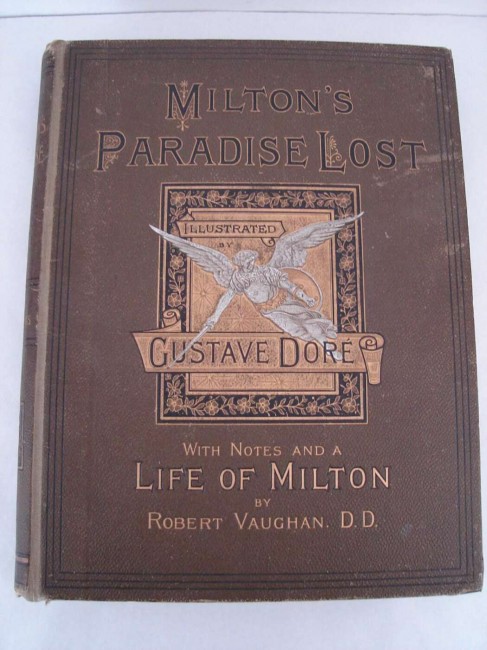 MILTON'S
PARADISE LOST
ILLUSTRATED
BY
GUSTAVE DORÉ
WITH NOTES AND A
LIFE OF MILTON
BY
ROBERT VAUGHAN. D.D.